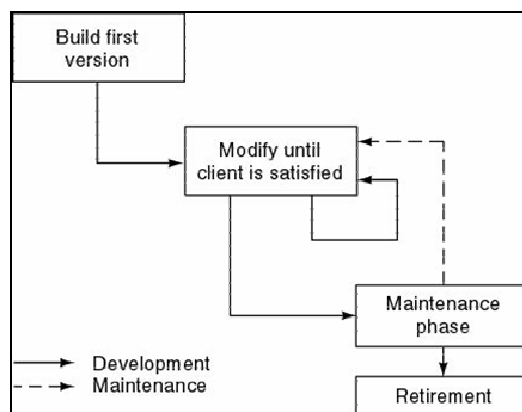 Build first
version
Modify until
client is satisfied
Maintenance
phase
Development
Maintenance
Retirement